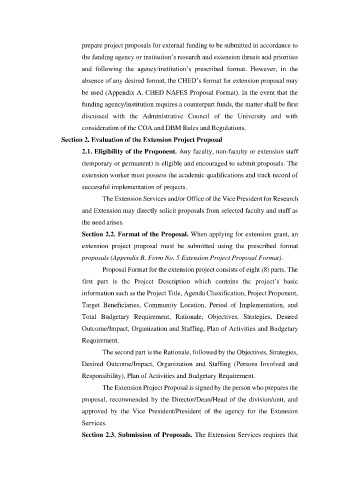 prepare project proposals for external funding to be submitted in accordance to
the funding agency or institution's research and extension thrusts and priorities
and following the agency/institution's prescribed format. However, in the
absence of any desired format, the CHED's format for extension proposal may
be used (Appendix A. CHED NAFES Proposal Format). In the event that the
funding agency/institution requires a counterpart funds, the matter shall be first
discussed with the Administrative Council of the University and with
consideration of the COA and DBM Rules and Regulations.
Section 2. Evaluation of the Extension Project Proposal
2.1. Eligibility of the Proponent. Any faculty, non-faculty or extension staff
(temporary or permanent) is eligible and encouraged to submit proposals. The
extension worker must possess the academic qualifications and track record of
successful implementation of projects.
The Extension Services and/or Office of the Vice President for Research
and Extension may directly solicit proposals from selected faculty and staff as
the need arises.
Section 2.2. Format of the Proposal. When applying for extension grant, an
extension project proposal must be submitted using the prescribed format
proposals (Appendix B. Form No. 5 Extension Project Proposal Format).
Proposal Format for the extension project consists of eight (8) parts. The
first part is the Project Description which contains the project's basic
information such as the Project Title, Agenda Classification, Project Proponent,
Target Beneficiaries, Community Location, Period of Implementation, and
Total Budgetary Requirement, Rationale, Objectives, Strategies, Desired
Outcome/Impact, Organization and Staffing, Plan of Activities and Budgetary
Requirement.
The second part is the Rationale, followed by the Objectives, Strategies,
Desired Outcome/Impact, Organization and Staffing (Persons Involved and
Responsibility), Plan of Activities and Budgetary Requirement.
The Extension Project Proposal is signed by the person who prepares the
proposal, recommended by the Director/Dean/Head of the division/unit, and
approved by the Vice President/President of the agency for the Extension
Services.
Section 2.3. Submission of Proposals. The Extension Services requires that